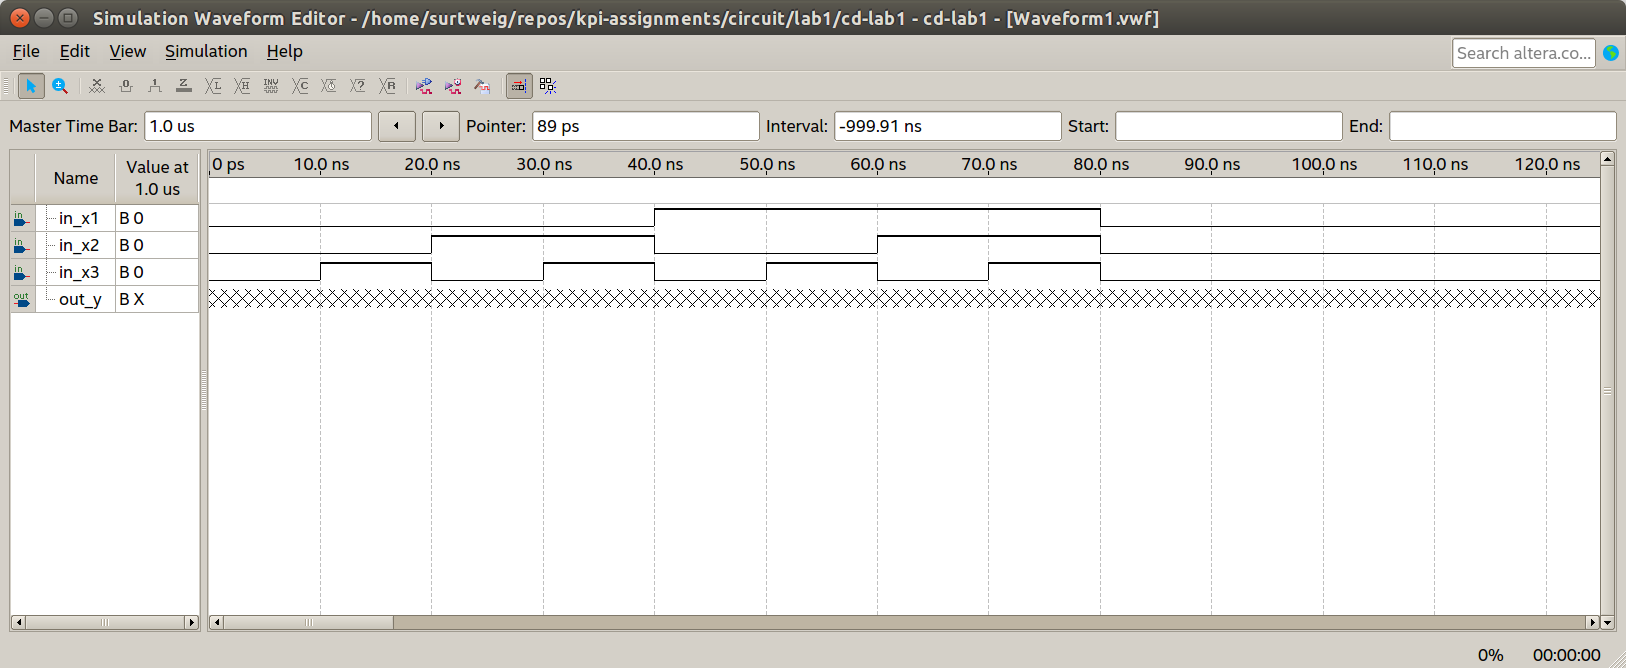 Simulation Waveform Editor - /home/surtweig/repos/kpi-assignments/circuit/lab1/cd-lab1 - cd-lab1 - [Waveform1.vwf]
File Edit View Simulation Help
Search altera.co...
Master Time Bar: 1.0 us Pointer: 89 ps Interval: -999.91 ns Start: End:
Name
Value at
1.0 us
0 ps 10.0 ns 20.0 ns 30.0 ns 40.0 ns 50.0 ns 60.0 ns 70.0 ns 80.0 ns 90.0 ns 100.0 ns 110.0 ns 120.0 ns
in in_x1 B 0
in in_x2 B 0
in in_x3 B 0
out out_y B X
0% 00:00:00